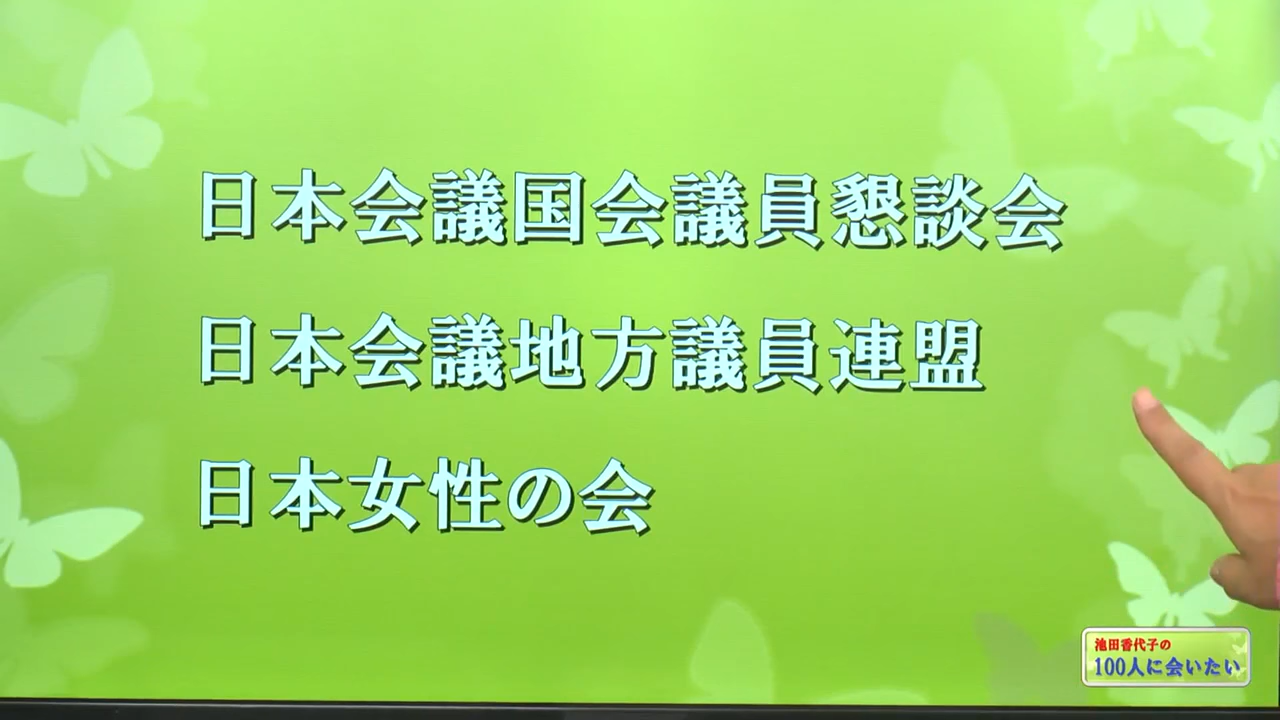 日本会議国会議員懇談会
日本会議地方議員連盟
日本女性の会
池田香代子の
100人に会いたい